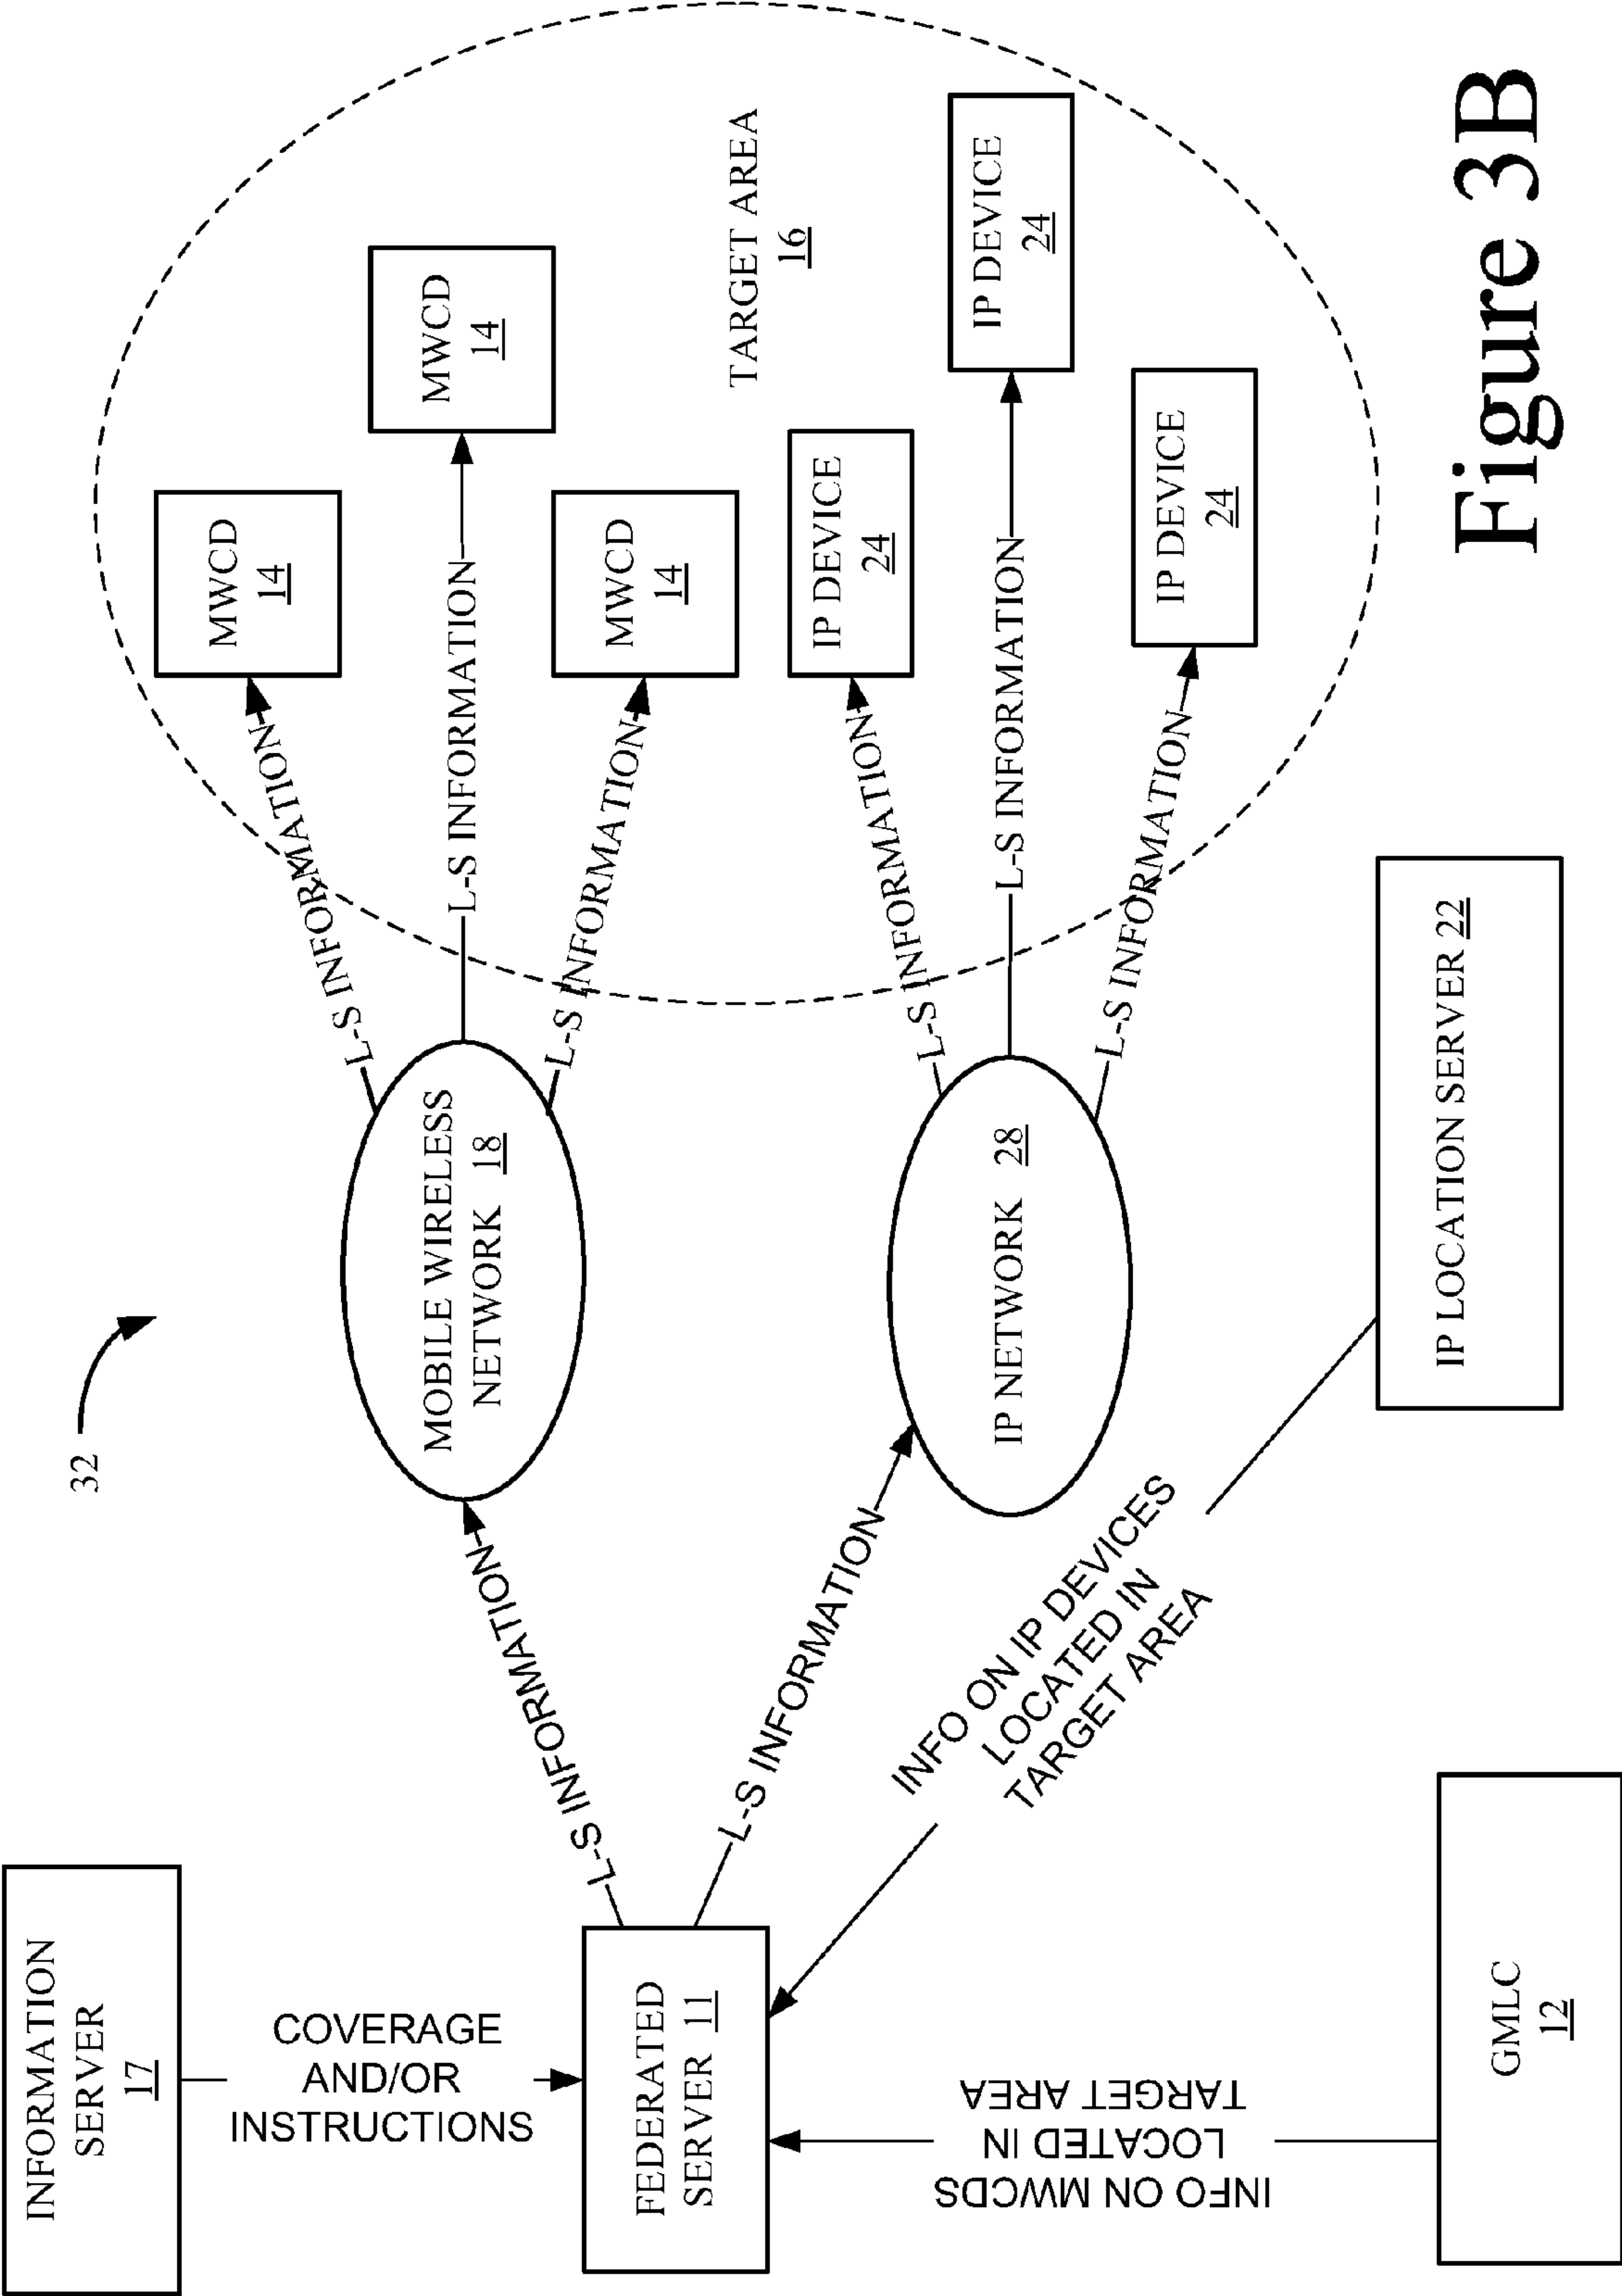 32
INFORMATION
SERVER
17
COVERAGE
AND/OR
INSTRUCTIONS
FEDERATED
SERVER 11
INFO ON MWCDS
LOCATED IN
TARGET AREA
GMLC
12
L-S INFORMATION
L-S INFORMATION
INFO ON IP DEVICES
LOCATED IN
TARGET AREA
IP LOCATION SERVER 22
MOBILE WIRELESS
NETWORK 18
IP NETWORK 28
L-S INFORMATION
L-S INFORMATION
L-S INFORMATION
L-S INFORMATION
L-S INFORMATION
L-S INFORMATION
MWCD
14
MWCD
14
MWCD
14
TARGET AREA
16
IP DEVICE
24
IP DEVICE
24
IP DEVICE
24
Figure 3B